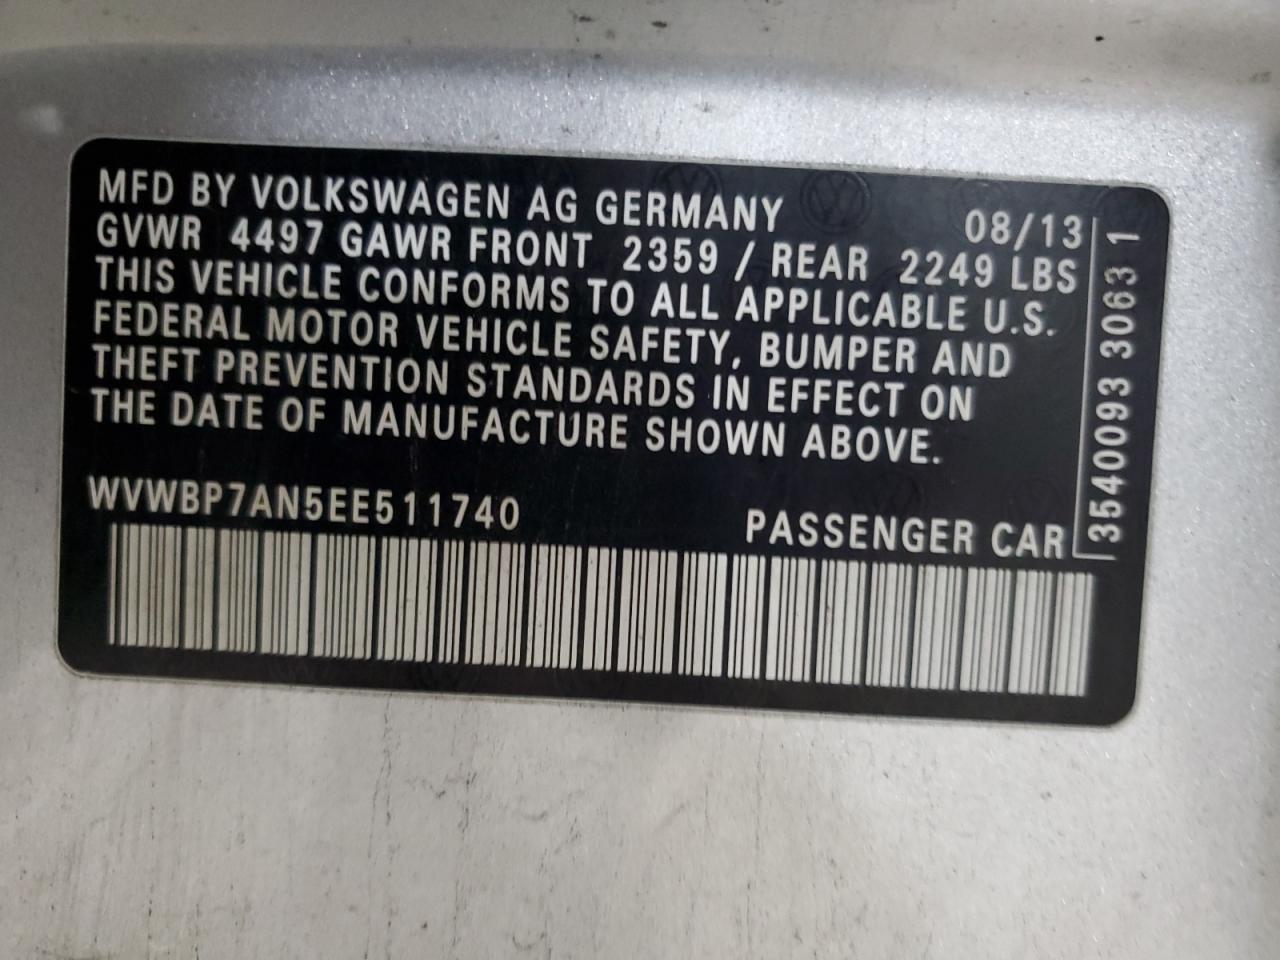 MFD BY VOLKSWAGEN AG GERMANY 08/13
GVWR 4497 GAWR FRONT 2359 / REAR 2249 LBS
THIS VEHICLE CONFORMS TO ALL APPLICABLE U.S.
FEDERAL MOTOR VEHICLE SAFETY, BUMPER AND
THEFT PREVENTION STANDARDS IN EFFECT ON
THE DATE OF MANUFACTURE SHOWN ABOVE.
WVWBP7AN5EE511740
PASSENGER CAR
3540093 3063 1